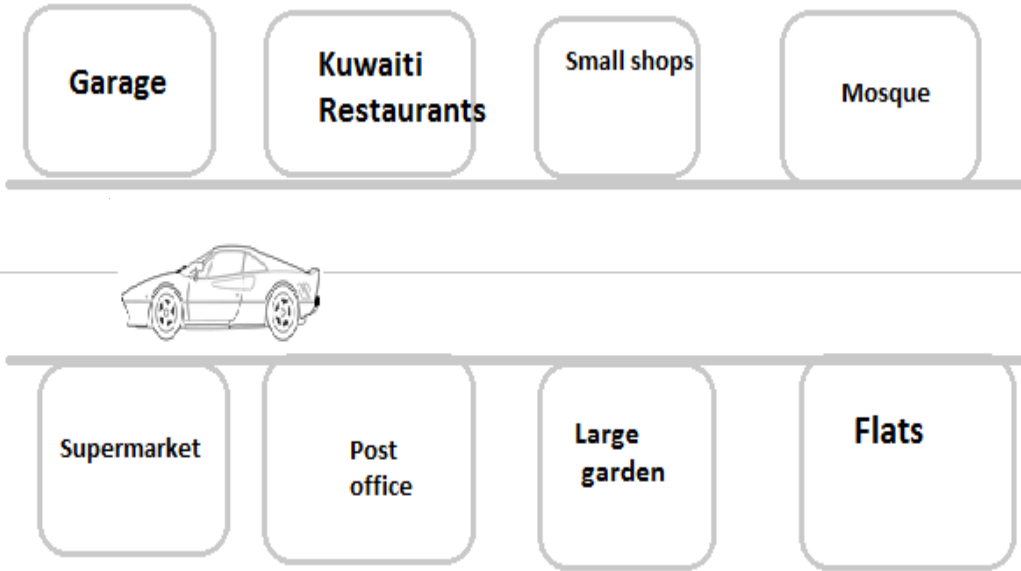 Garage
Kuwaiti
Restaurants
Small shops
Mosque
Supermarket
Post
office
Large
garden
Flats